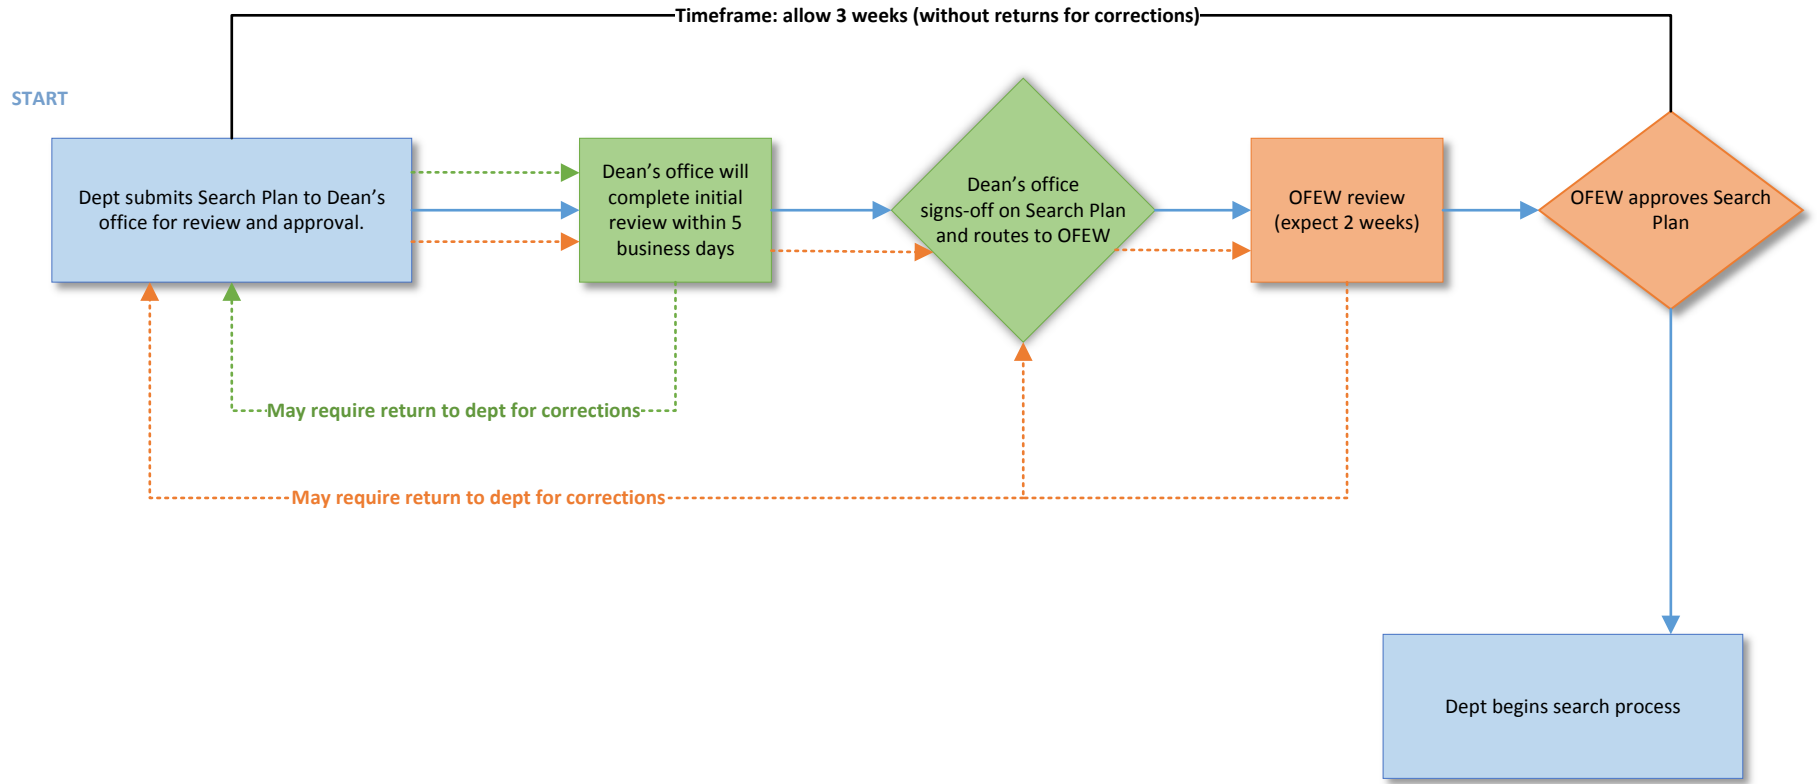 Timeframe: allow 3 weeks (without returns for corrections)
START
Dept submits Search Plan to Dean’s
office for review and approval.
Dean’s office will
complete initial
review within 5
business days
Dean’s office
signs-off on Search Plan
and routes to OFEW
OFEW review
(expect 2 weeks)
OFEW approves Search
Plan
May require return to dept for corrections
May require return to dept for corrections
Dept begins search process